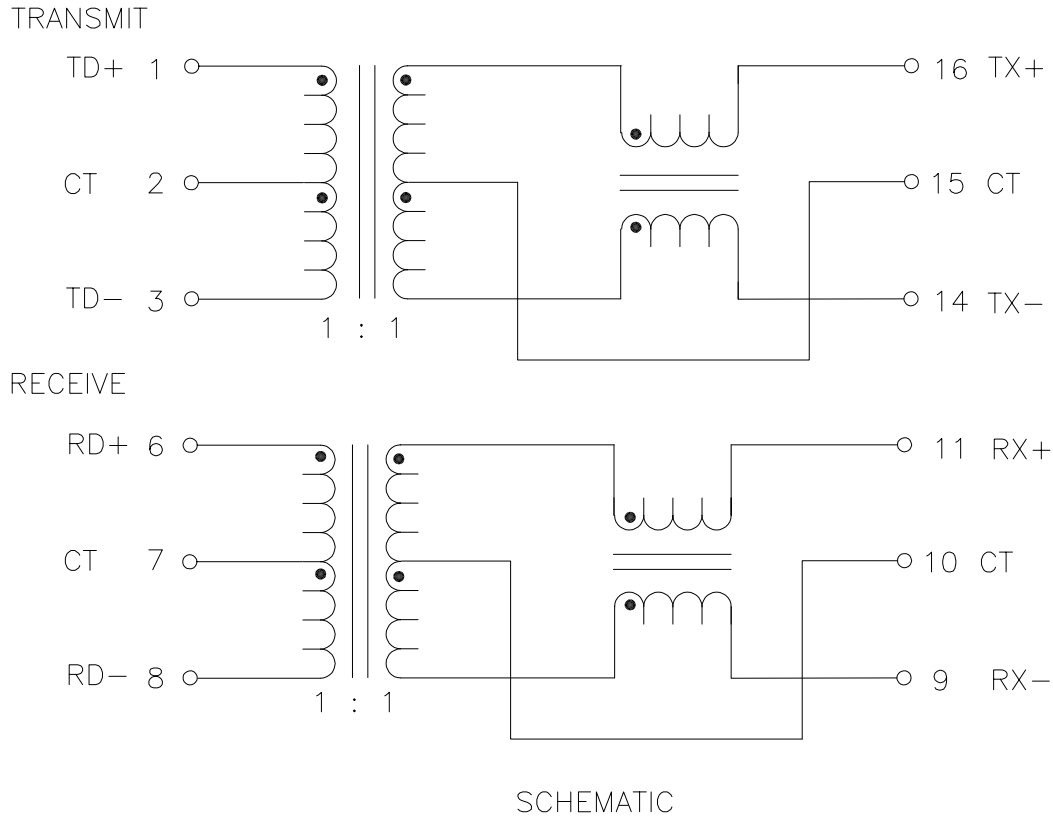 TRANSMIT
TD+ 1 16 TX+
CT 2 15 CT
TD- 3 14 TX-
1 : 1
RECEIVE
RD+ 6 11 RX+
CT 7 10 CT
RD- 8 9 RX-
1 : 1
SCHEMATIC